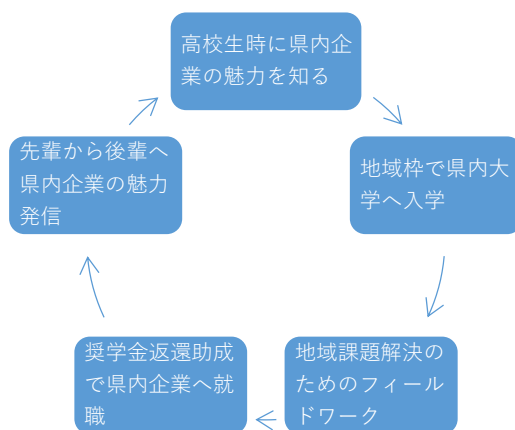 高校生時に県内企
業の魅力を知る
地域枠で県内大
学へ入学
地域課題解決の
ためのフィール
ドワーク
奨学金返還助成
で県内企業へ就
職
先輩から後輩へ
県内企業の魅力
発信